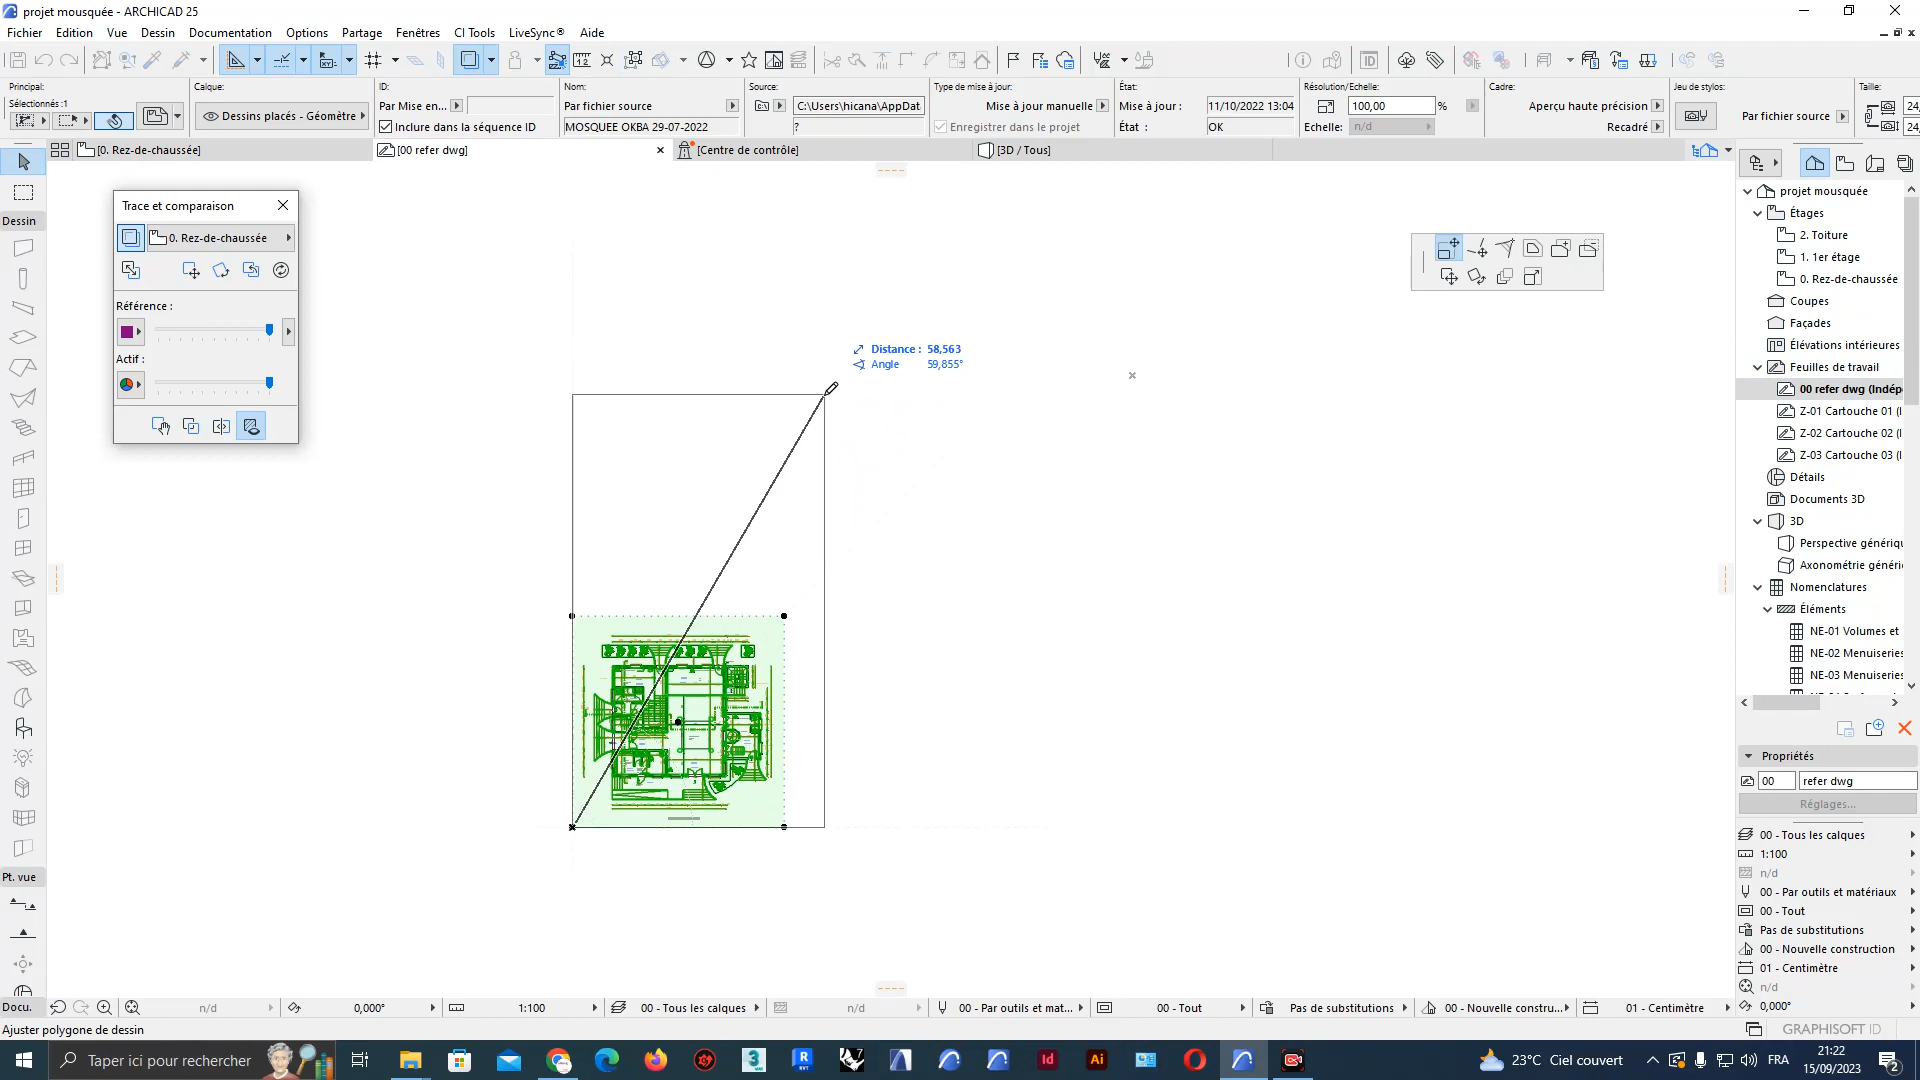 projet mousquée - ARCHICAD 25
Fichier Edition Vue Dessin Documentation Options Partage Fenêtres CI Tools LiveSync® Aide
Principal:
Sélectionnés :1
Calque:
Dessins placés - Géomètre
ID:
Par Mise en...
Inclure dans la séquence ID
Nom:
Par fichier source
MOSQUEE OKBA 29-07-2022
Source:
C:\Users\hicana\AppDat
?
Type de mise à jour:
Mise à jour manuelle
Enregistrer dans le projet
État:
Mise à jour : 11/10/2022 13:04
État : OK
Résolution/Echelle:
100,00 %
Echelle: n/d
Cadre:
Aperçu haute précision
Recadré
Jeu de stylos:
Par fichier source
Taille:
24,
24,
[0. Rez-de-chaussée] [00 refer dwg] [Centre de contrôle] [3D / Tous]
Dessin
Pt. vue
Docu.
Trace et comparaison
0. Rez-de-chaussée
Référence :
Actif :
Distance : 58,563
Angle 59,855°
projet mousquée
Étages
2. Toiture
1. 1er étage
0. Rez-de-chaussée
Coupes
Façades
Élévations intérieures
Feuilles de travail
00 refer dwg (Indép
Z-01 Cartouche 01 (I
Z-02 Cartouche 02 (I
Z-03 Cartouche 03 (I
Détails
Documents 3D
3D
Perspective génériqu
Axonométrie généri
Nomenclatures
Éléments
NE-01 Volumes et
NE-02 Menuiseries
NE-03 Menuiseries
Propriétés
00 refer dwg
Réglages...
00 - Tous les calques
1:100
n/d
00 - Par outils et matériaux
00 - Tout
Pas de substitutions
00 - Nouvelle construction
01 - Centimètre
n/d
0,000°
n/d 0,000° 1:100 00 - Tous les calques n/d 00 - Par outils et mat... 00 - Tout Pas de substitutions 00 - Nouvelle constru... 01 - Centimètre
Ajuster polygone de dessin
GRAPHISOFT ID
Taper ici pour rechercher
23°C Ciel couvert
FRA
21:22
15/09/2023
2